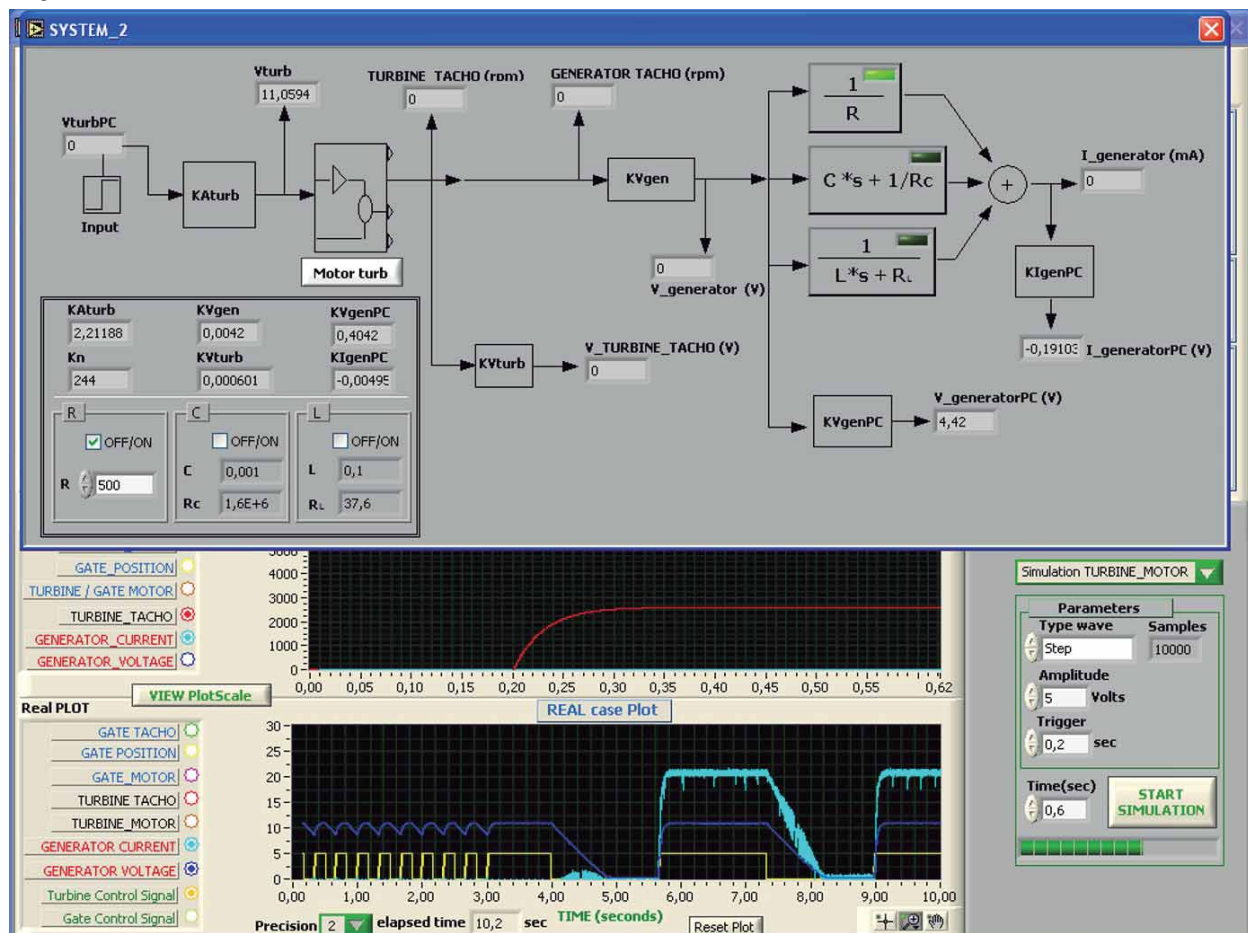 SYSTEM_2
Vturb
11,0594
TURBINE_TACHO (rpm)
0
GENERATOR TACHO (rpm)
0
VturbPC
0
Input
KAturb
Motor turb
KVgen
1
R
C *s + 1/Rc
1
L*s + RL
+
I_generator (mA)
0
KIgenPC
I_generatorPC (V)
0
V_generator (V)
KVturb
V_TURBINE_TACHO (V)
0
KVgenPC
V_generatorPC (V)
4,42
KAturb
KVgen
KVgenPC
2,21188
0,0042
0,4042
Kn
KVturb
KIgenPC
244
0,000601
R
C
L
OFF/ON
OFF/ON
OFF/ON
R
500
C
0,001
L
0,1
Rc
1,6E+6
RL
37,6
GATE_POSITION
TURBINE / GATE MOTOR
TURBINE_TACHO
GENERATOR_CURRENT
GENERATOR_VOLTAGE
VIEW PlotScale
4000
3000
2000
1000
0
0,00 0,05 0,10 0,15 0,20 0,25 0,30 0,35 0,40 0,45 0,50 0,55 0,62
Real PLOT
REAL case Plot
GATE TACHO
GATE POSITION
GATE_MOTOR
TURBINE TACHO
TURBINE_MOTOR
GENERATOR CURRENT
GENERATOR VOLTAGE
Turbine Control Signal
Gate Control Signal
30
25
20
15
10
5
0
0,00 1,00 2,00 3,00 4,00 5,00 6,00 7,00 8,00 9,00 10,00
Precision 2 elapsed time 10,2 sec TIME (seconds)
Reset Plot
Simulation TURBINE_MOTOR
Parameters
Type wave
Samples
Step
10000
Amplitude
5 Volts
Trigger
0,2 sec
Time(sec)
0,6
START
SIMULATION